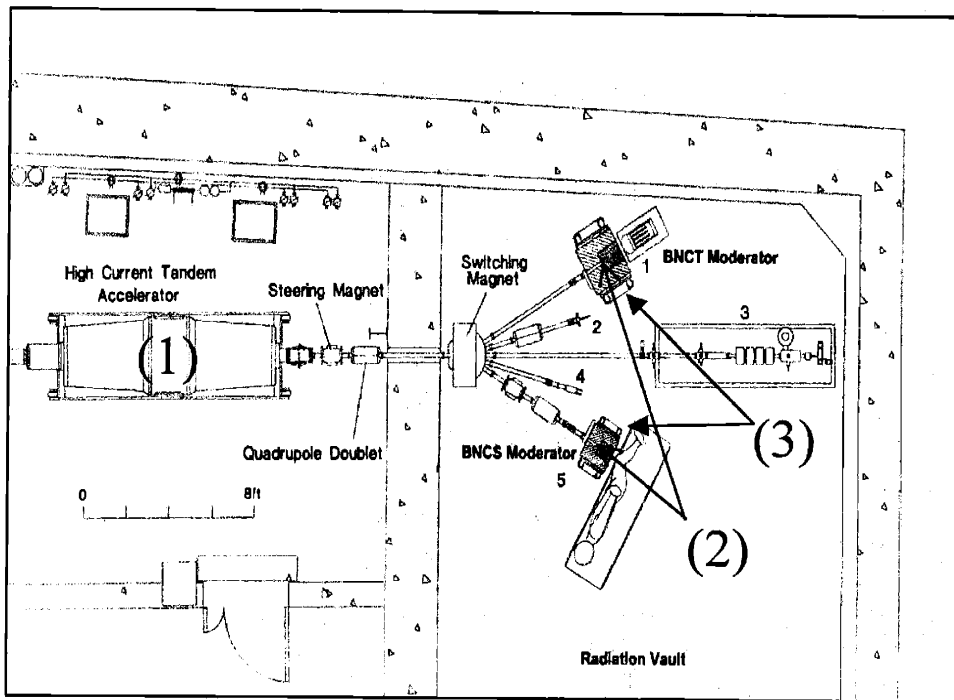 Switching
Magnet
1
BNCT Moderator
High Current Tandem
Accelerator
Steering Magnet
2
3
(1)
4
(3)
Quadrupole Doublet
BNCS Moderator
5
0
8ft
(2)
Radiation Vault